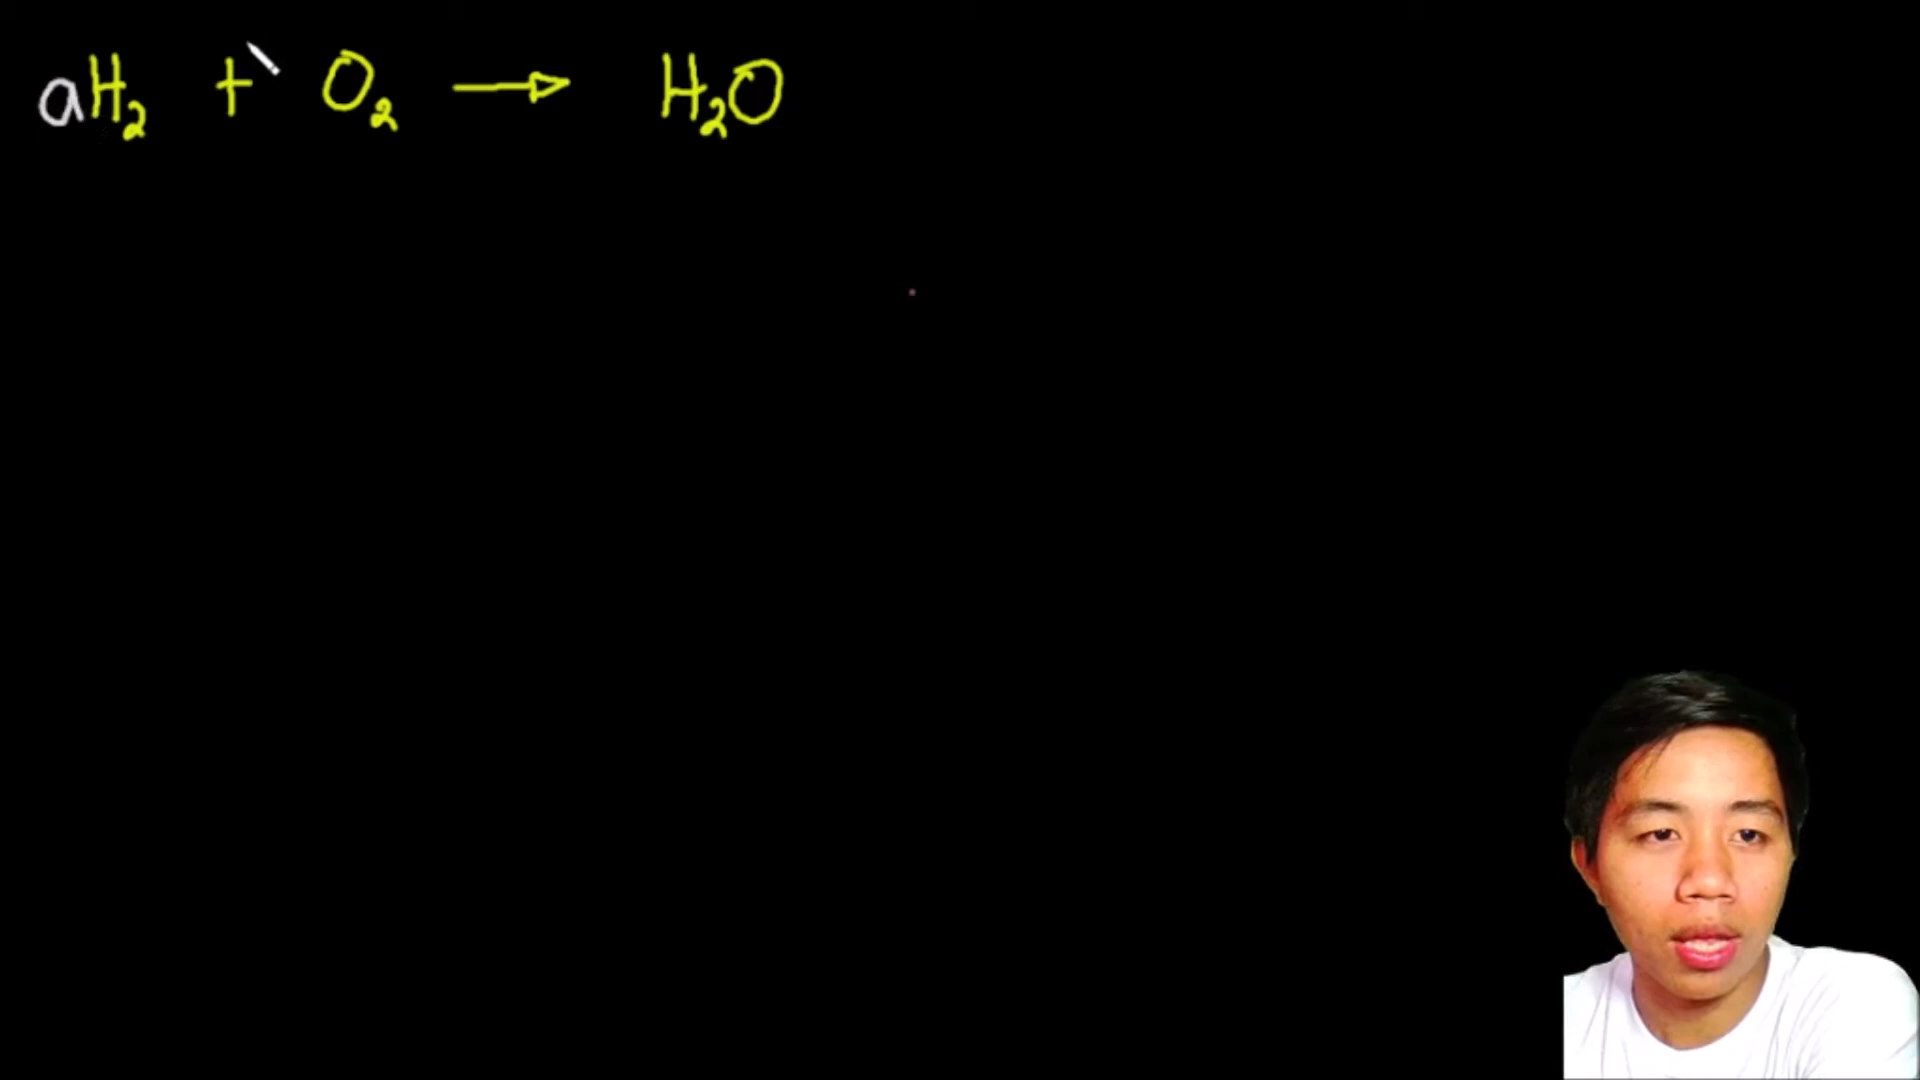 aH₂ + O₂ → H₂O